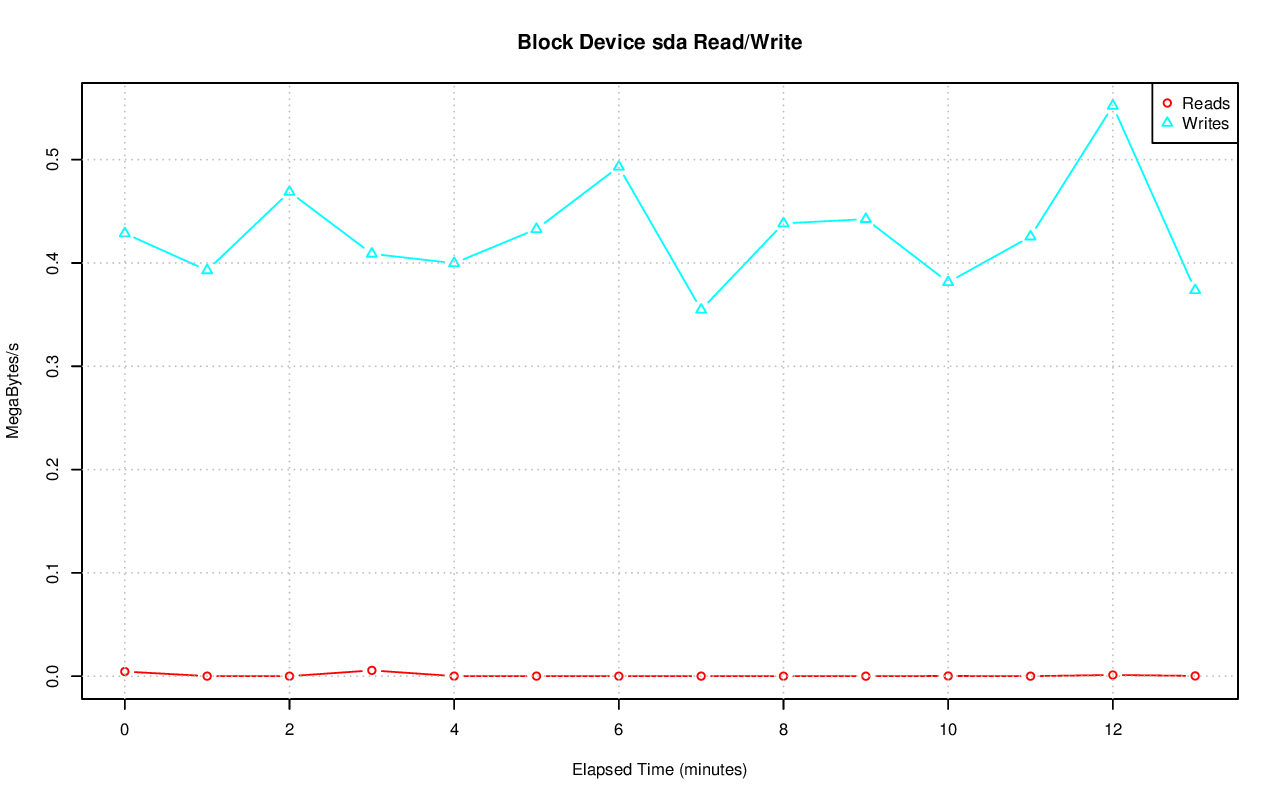 Block Device sda Read/Write
Reads
Writes
MegaBytes/s
0.5
0.4
0.3
0.2
0.1
0.0
0 2 4 6 8 10 12
Elapsed Time (minutes)